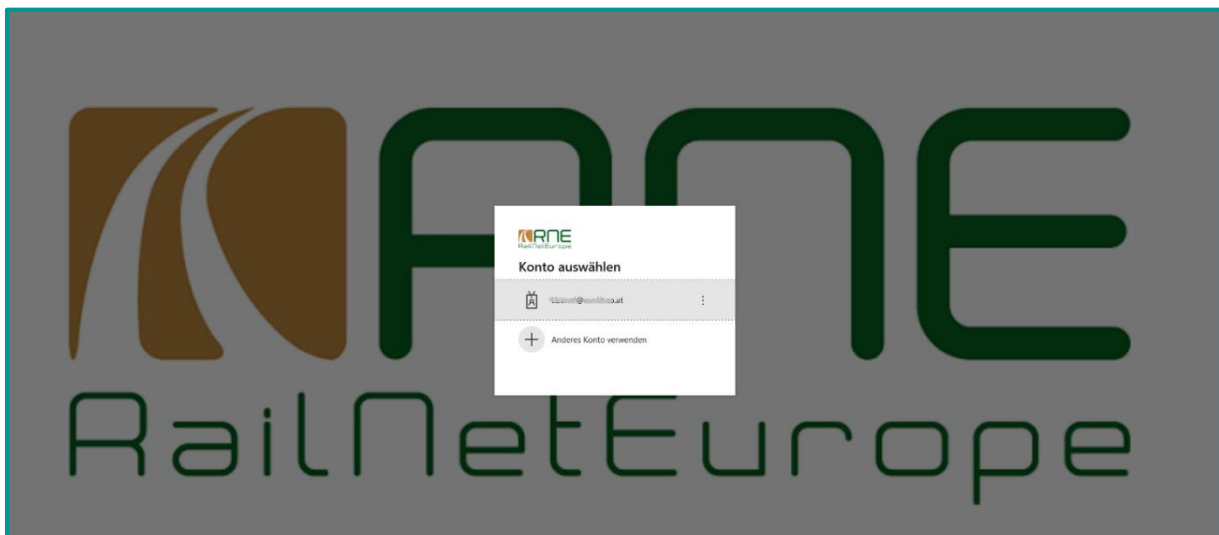 RNE
RailNetEurope
RNE
RailNetEurope
Konto auswählen
Anderes Konto verwenden